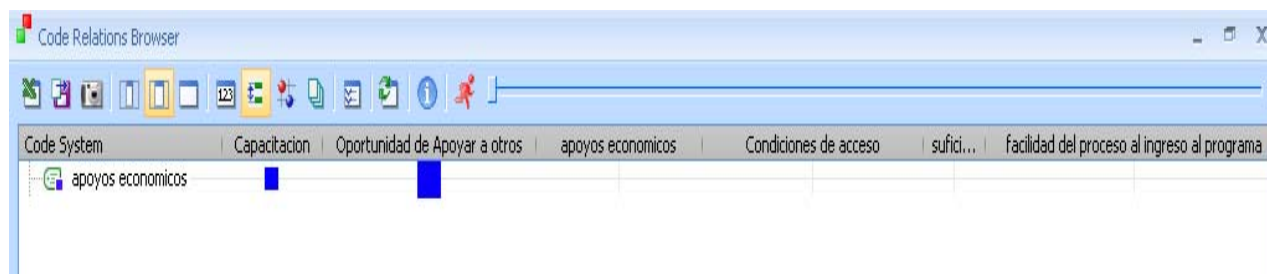 Code Relations Browser
123
Code System Capacitacion Oportunidad de Apoyar a otros apoyos economicos Condiciones de acceso sufici... facilidad del proceso al ingreso al programa
apoyos economicos